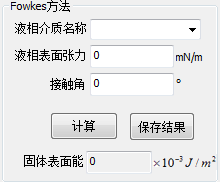 Fowkes方法
液相介质名称
液相表面张力 0 mN/m
接触角 0 °
计算 保存结果
固体表面能 0 ×10⁻³ J/m²